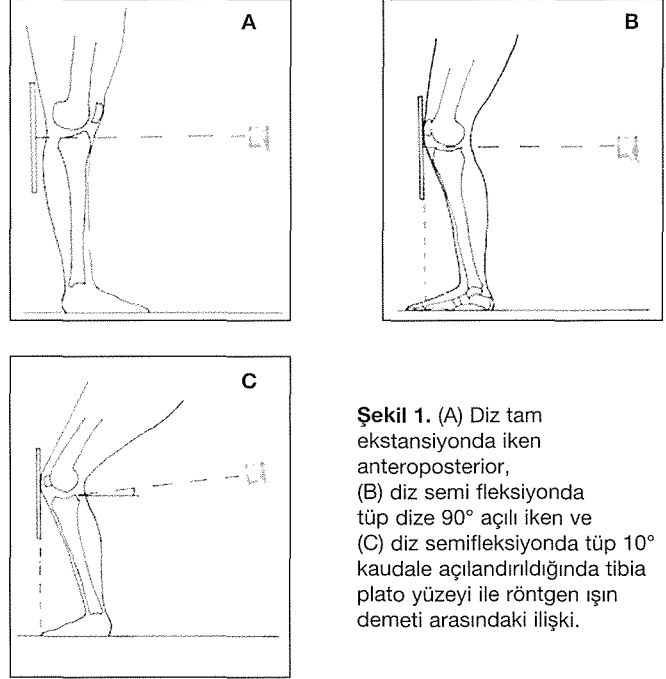 A
B
C
Şekil 1. (A) Diz tam
ekstansiyonda iken
anteroposterior,
(B) diz semi fleksiyonda
tüp dize 90° açılı iken ve
(C) diz semifleksiyonda tüp 10°
kaudale açılandırıldığında tibia
plato yüzeyi ile röntgen ışın
demeti arasındaki ilişki.